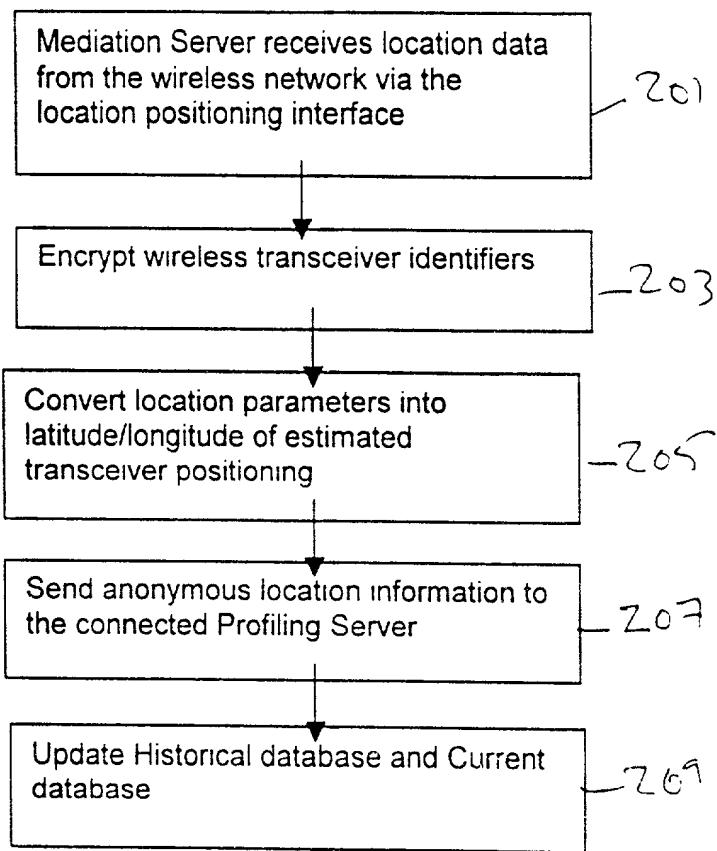 Mediation Server receives location data
from the wireless network via the
location positioning interface
201
Encrypt wireless transceiver identifiers
203
Convert location parameters into
latitude/longitude of estimated
transceiver positioning
205
Send anonymous location information to
the connected Profiling Server
207
Update Historical database and Current
database
209